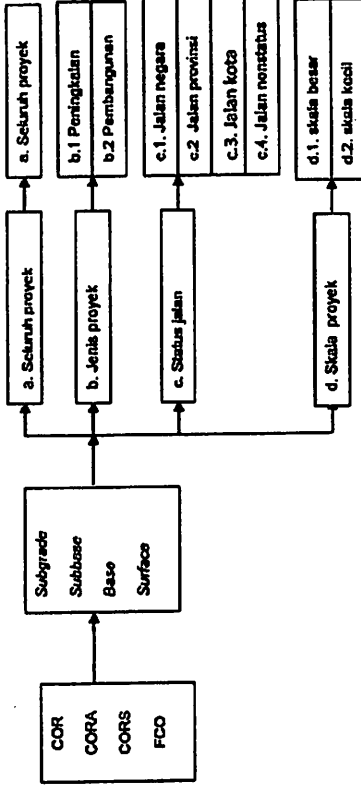 COR
CORA
CORS
FCO
Subgrade
Subbase
Base
Surface
a. Seluruh proyek
b. Jenis proyek
c. Status jalan
d. Skala proyek
a. Seluruh proyek
b.1 Peningkatan
b.2 Pembangunan
c.1. Jalan negara
c.2 Jalan provinsi
c.3. Jalan kota
c.4. Jalan nonstatus
d.1. skala besar
d.2. skala kecil